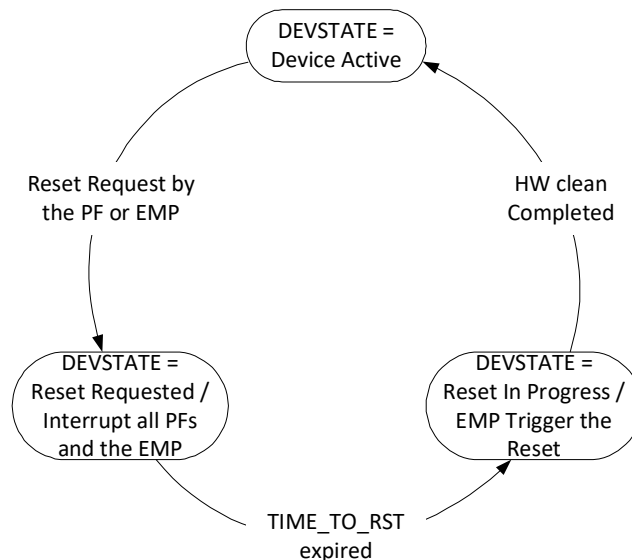 DEVSTATE =
Device Active
Reset Request by
the PF or EMP
HW clean
Completed
DEVSTATE =
Reset Requested /
Interrupt all PFs
and the EMP
DEVSTATE =
Reset In Progress /
EMP Trigger the
Reset
TIME_TO_RST
expired